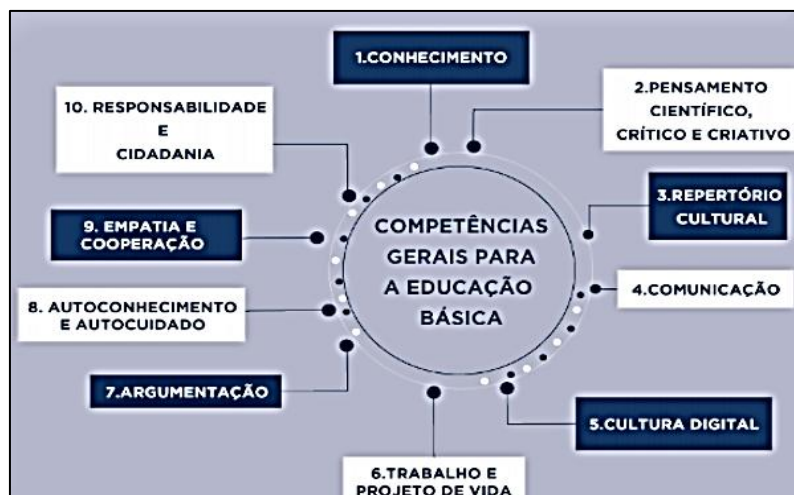 1.CONHECIMENTO
2.PENSAMENTO
CIENTÍFICO,
CRÍTICO E CRIATIVO
3.REPERTÓRIO
CULTURAL
4.COMUNICAÇÃO
5.CULTURA DIGITAL
6.TRABALHO E
PROJETO DE VIDA
7.ARGUMENTAÇÃO
8. AUTOCONHECIMENTO
E AUTOCUIDADO
9. EMPATIA E
COOPERAÇÃO
10. RESPONSABILIDADE
E
CIDADANIA
COMPETÊNCIAS
GERAIS PARA
A EDUCAÇÃO
BÁSICA